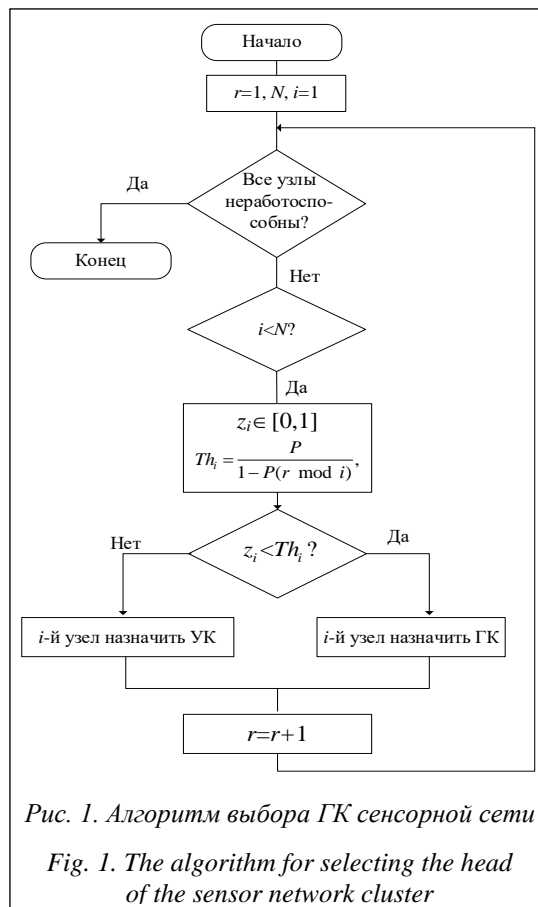 Начало
r=1, N, i=1
Все узлы
неработоспо-
собны?
Да
Конец
Нет
i<N?
Да
z_i ∈ [0,1]
Th_i = P / (1 − P(r mod i)),
z_i<Th_i ?
Нет
Да
i-й узел назначить УК
i-й узел назначить ГК
r=r+1
Рис. 1. Алгоритм выбора ГК сенсорной сети
Fig. 1. The algorithm for selecting the head
of the sensor network cluster